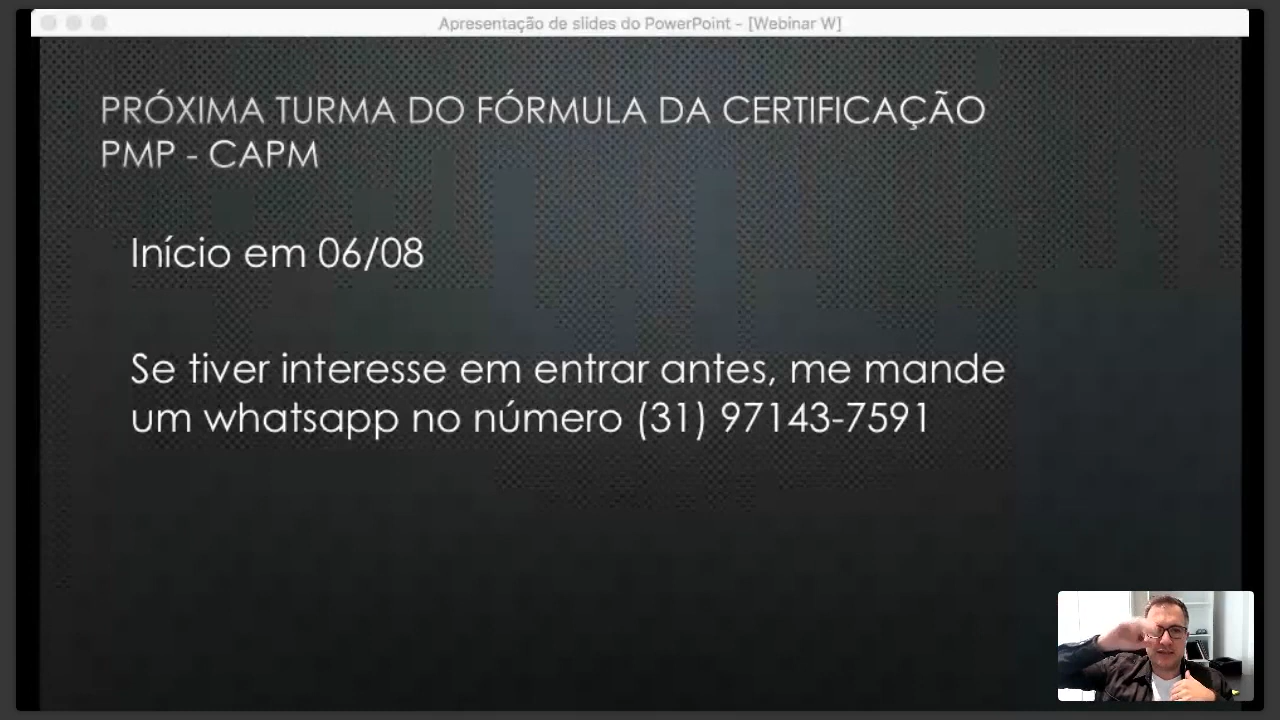 Apresentação de slides do PowerPoint - [Webinar W]
PRÓXIMA TURMA DO FÓRMULA DA CERTIFICAÇÃO
PMP - CAPM
Início em 06/08
Se tiver interesse em entrar antes, me mande
um whatsapp no número (31) 97143-7591